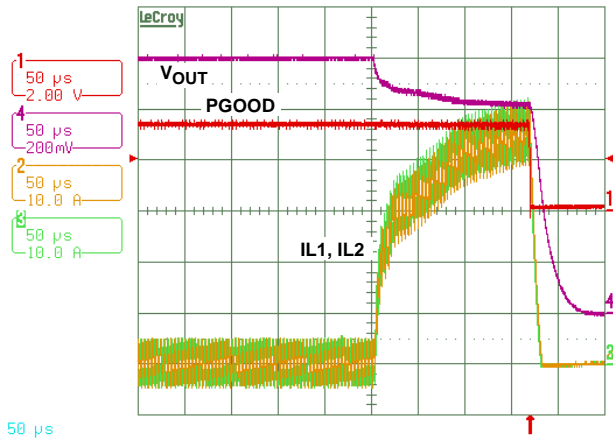 LeCroy
1
50 µs
2.00 V
4
50 µs
200mV
2
50 µs
10.0 A
3
50 µs
10.0 A
VOUT
PGOOD
IL1, IL2
1
4
3
50 µs